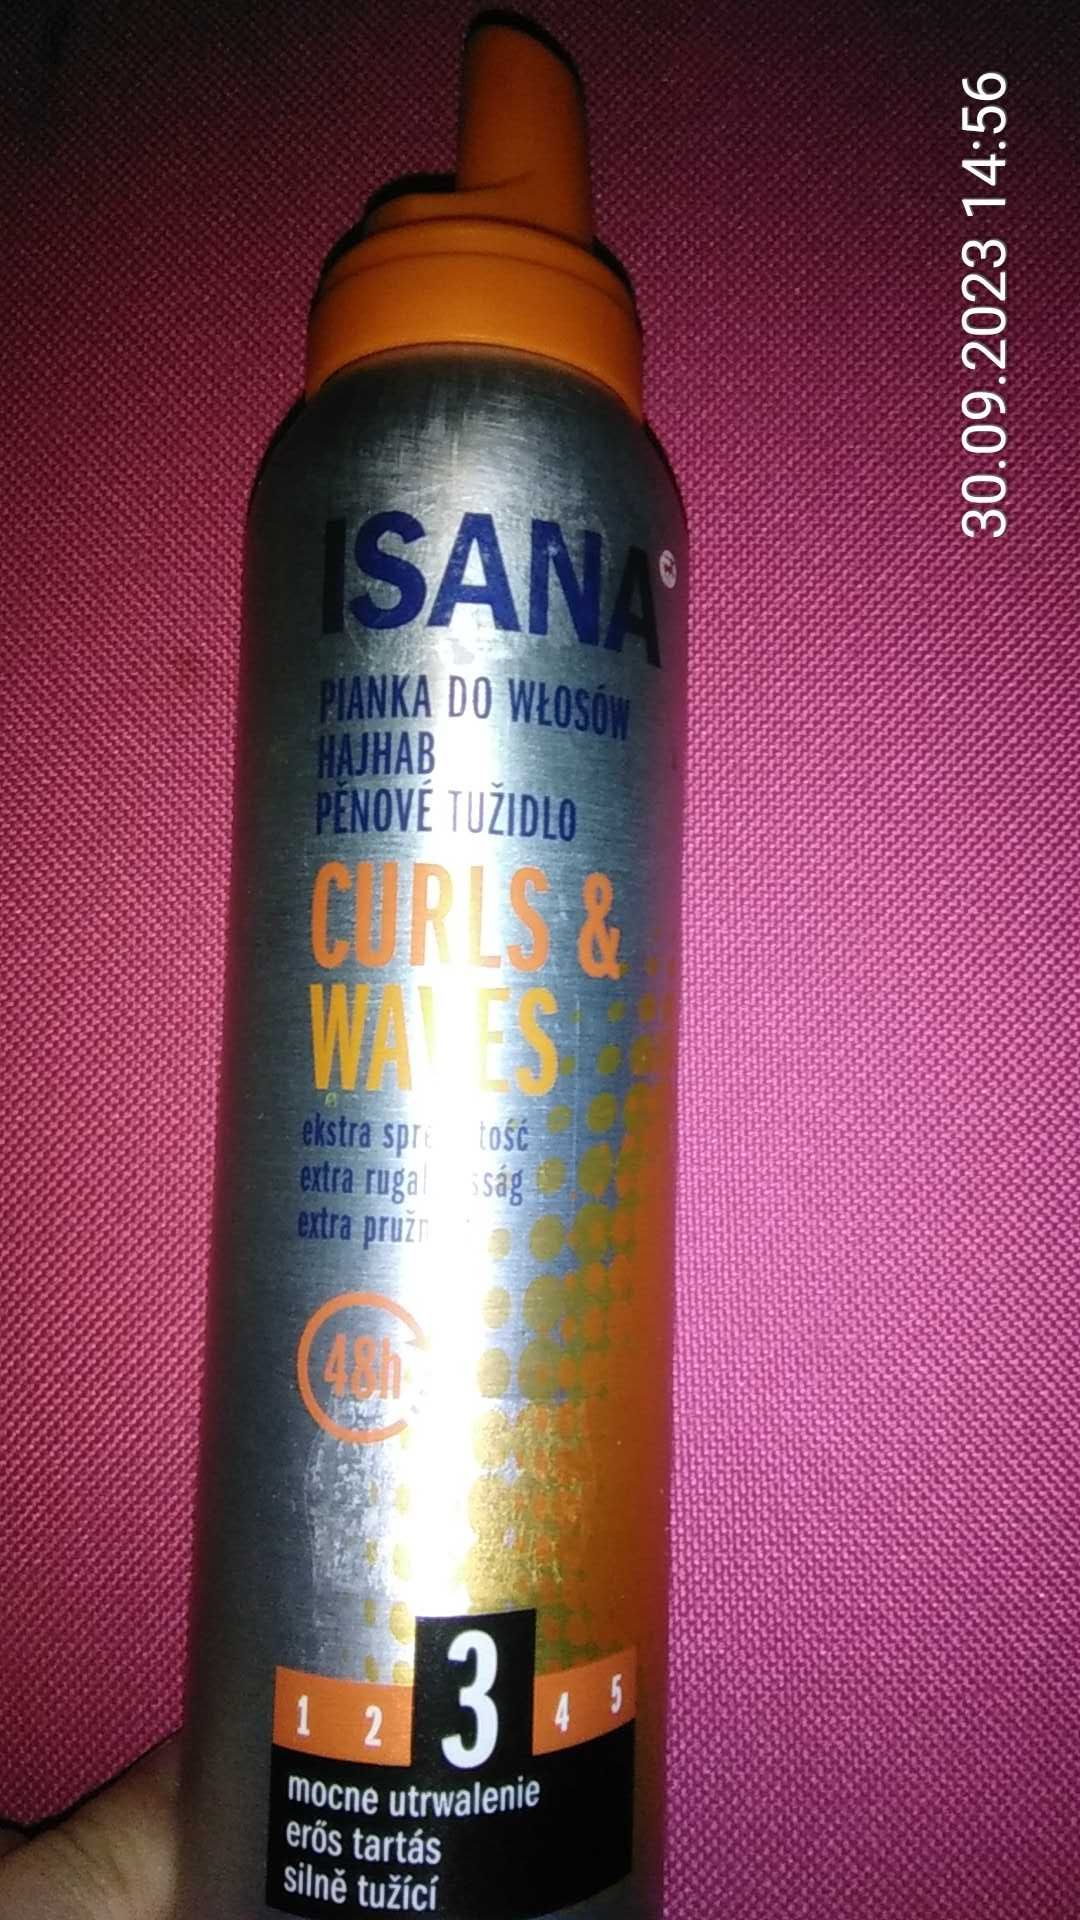 ISANA
PIANKA DO WŁOSÓW
HAJHAB
PĚNOVÉ TUŽIDLO
CURLS &
WAVES
ekstra
extra
extra
48h
1 2 3 4 5
mocne utrwalenie
erős tartás
silně tužící
30.09.2023 14:56